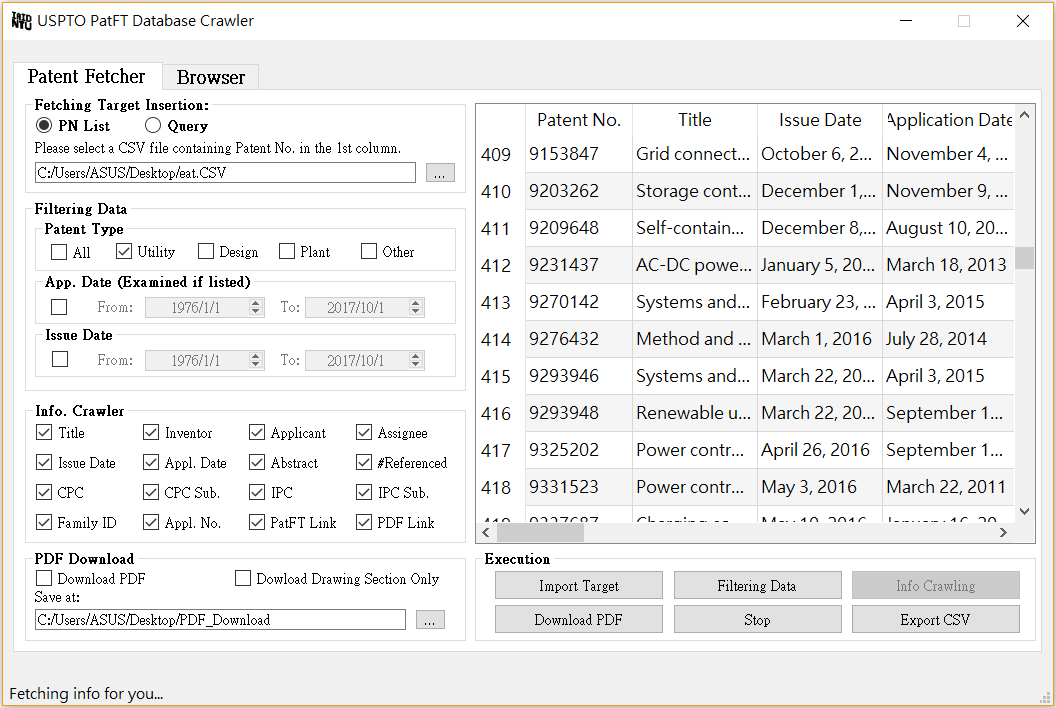 USPTO PatFT Database Crawler
Patent Fetcher Browser
Fetching Target Insertion:
PN List Query
Please select a CSV file containing Patent No. in the 1st column.
C:/Users/ASUS/Desktop/eat.CSV ...
Filtering Data
Patent Type
All Utility Design Plant Other
App. Date (Examined if listed)
From: 1976/1/1 To: 2017/10/1
Issue Date
From: 1976/1/1 To: 2017/10/1
Info. Crawler
Title Inventor Applicant Assignee
Issue Date Appl. Date Abstract #Referenced
CPC CPC Sub. IPC IPC Sub.
Family ID Appl. No. PatFT Link PDF Link
PDF Download
Download PDF Dowload Drawing Section Only
Save at:
C:/Users/ASUS/Desktop/PDF_Download ...
Patent No. Title Issue Date Application Date
409 9153847 Grid connect... October 6, 2... November 4, ...
410 9203262 Storage cont... December 1,... November 9, ...
411 9209648 Self-contain... December 8,... August 10, 20...
412 9231437 AC-DC powe... January 5, 20... March 18, 2013
413 9270142 Systems and... February 23, ... April 3, 2015
414 9276432 Method and ... March 1, 2016 July 28, 2014
415 9293946 Systems and... March 22, 20... April 3, 2015
416 9293948 Renewable u... March 22, 20... September 1...
417 9325202 Power contr... April 26, 2016 September 1...
418 9331523 Power contr... May 3, 2016 March 22, 2011
Execution
Import Target Filtering Data Info Crawling
Download PDF Stop Export CSV
Fetching info for you...